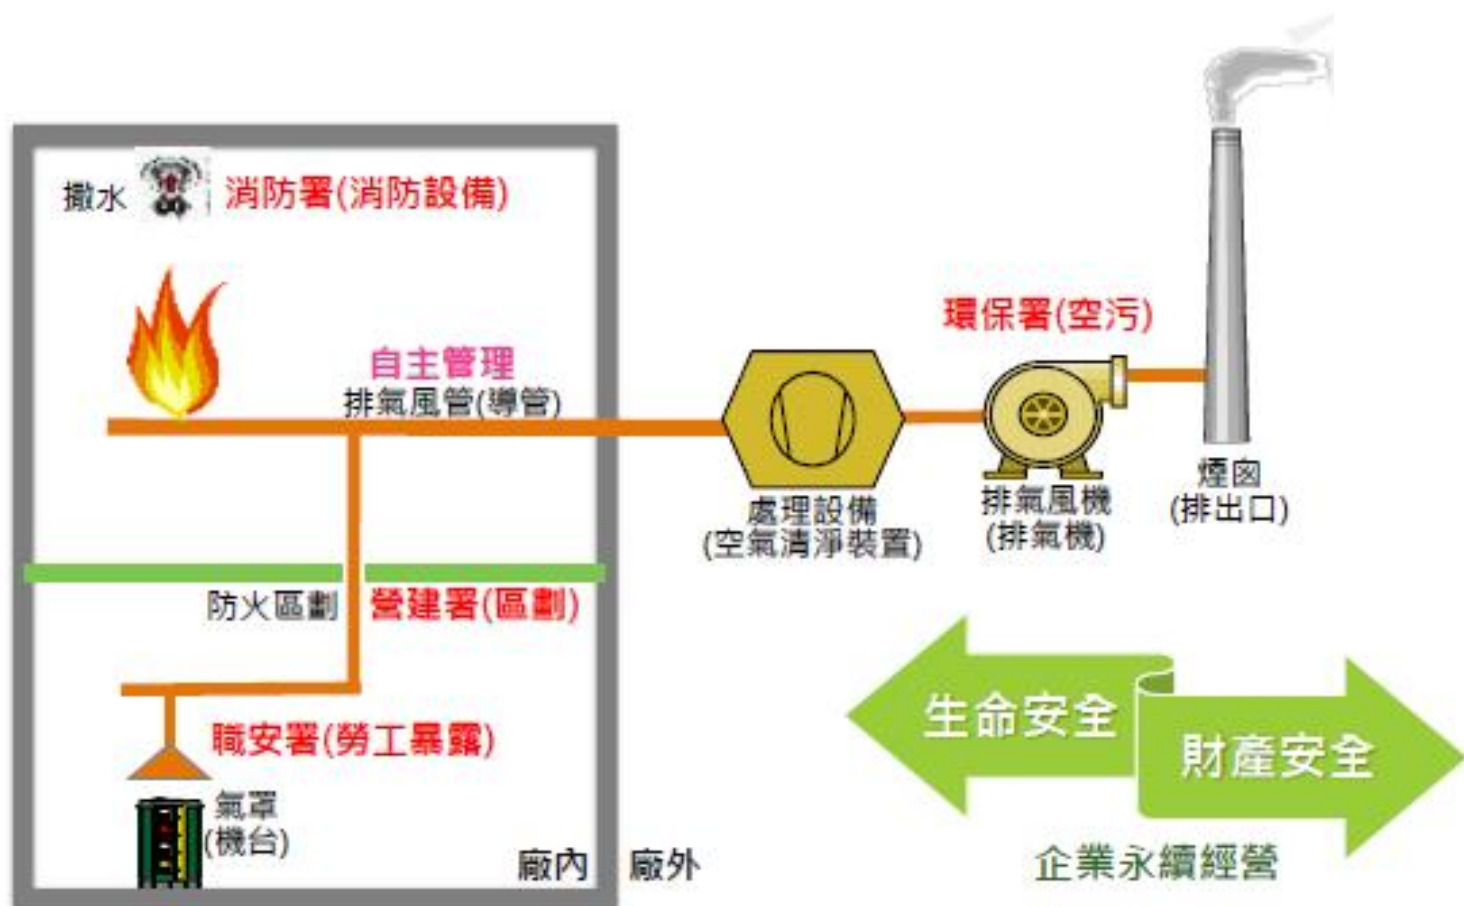 撒水
消防署(消防設備)
自主管理
排氣風管(導管)
環保署(空污)
處理設備
(空氣清淨裝置)
排氣風機
(排氣機)
煙囪
(排出口)
防火區劃
營建署(區劃)
職安署(勞工暴露)
氣罩
(機台)
廠內
廠外
生命安全
財產安全
企業永續經營